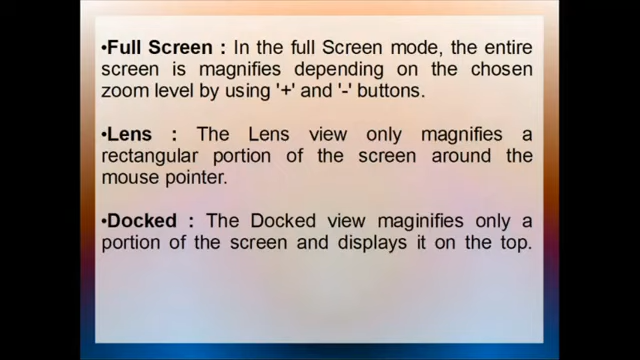 •Full Screen : In the full Screen mode, the entire
screen is magnifies depending on the chosen
zoom level by using '+' and '-' buttons.
•Lens : The Lens view only magnifies a
rectangular portion of the screen around the
mouse pointer.
•Docked : The Docked view maginifies only a
portion of the screen and displays it on the top.